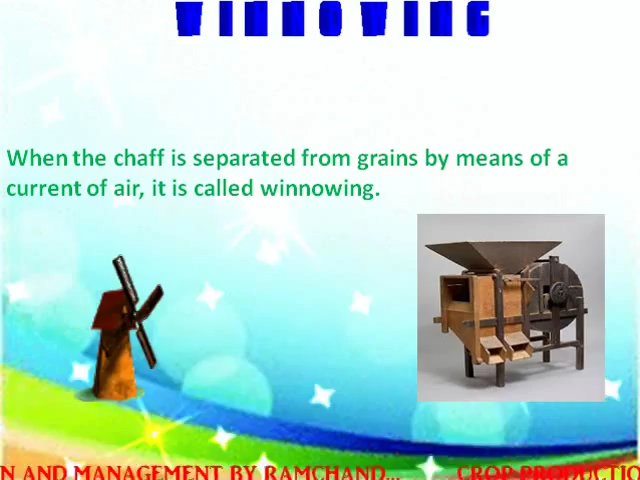 WINNOWING
When the chaff is separated from grains by means of a
current of air, it is called winnowing.
N AND MANAGEMENT BY RAMCHAND... CROP PRODUCTIO